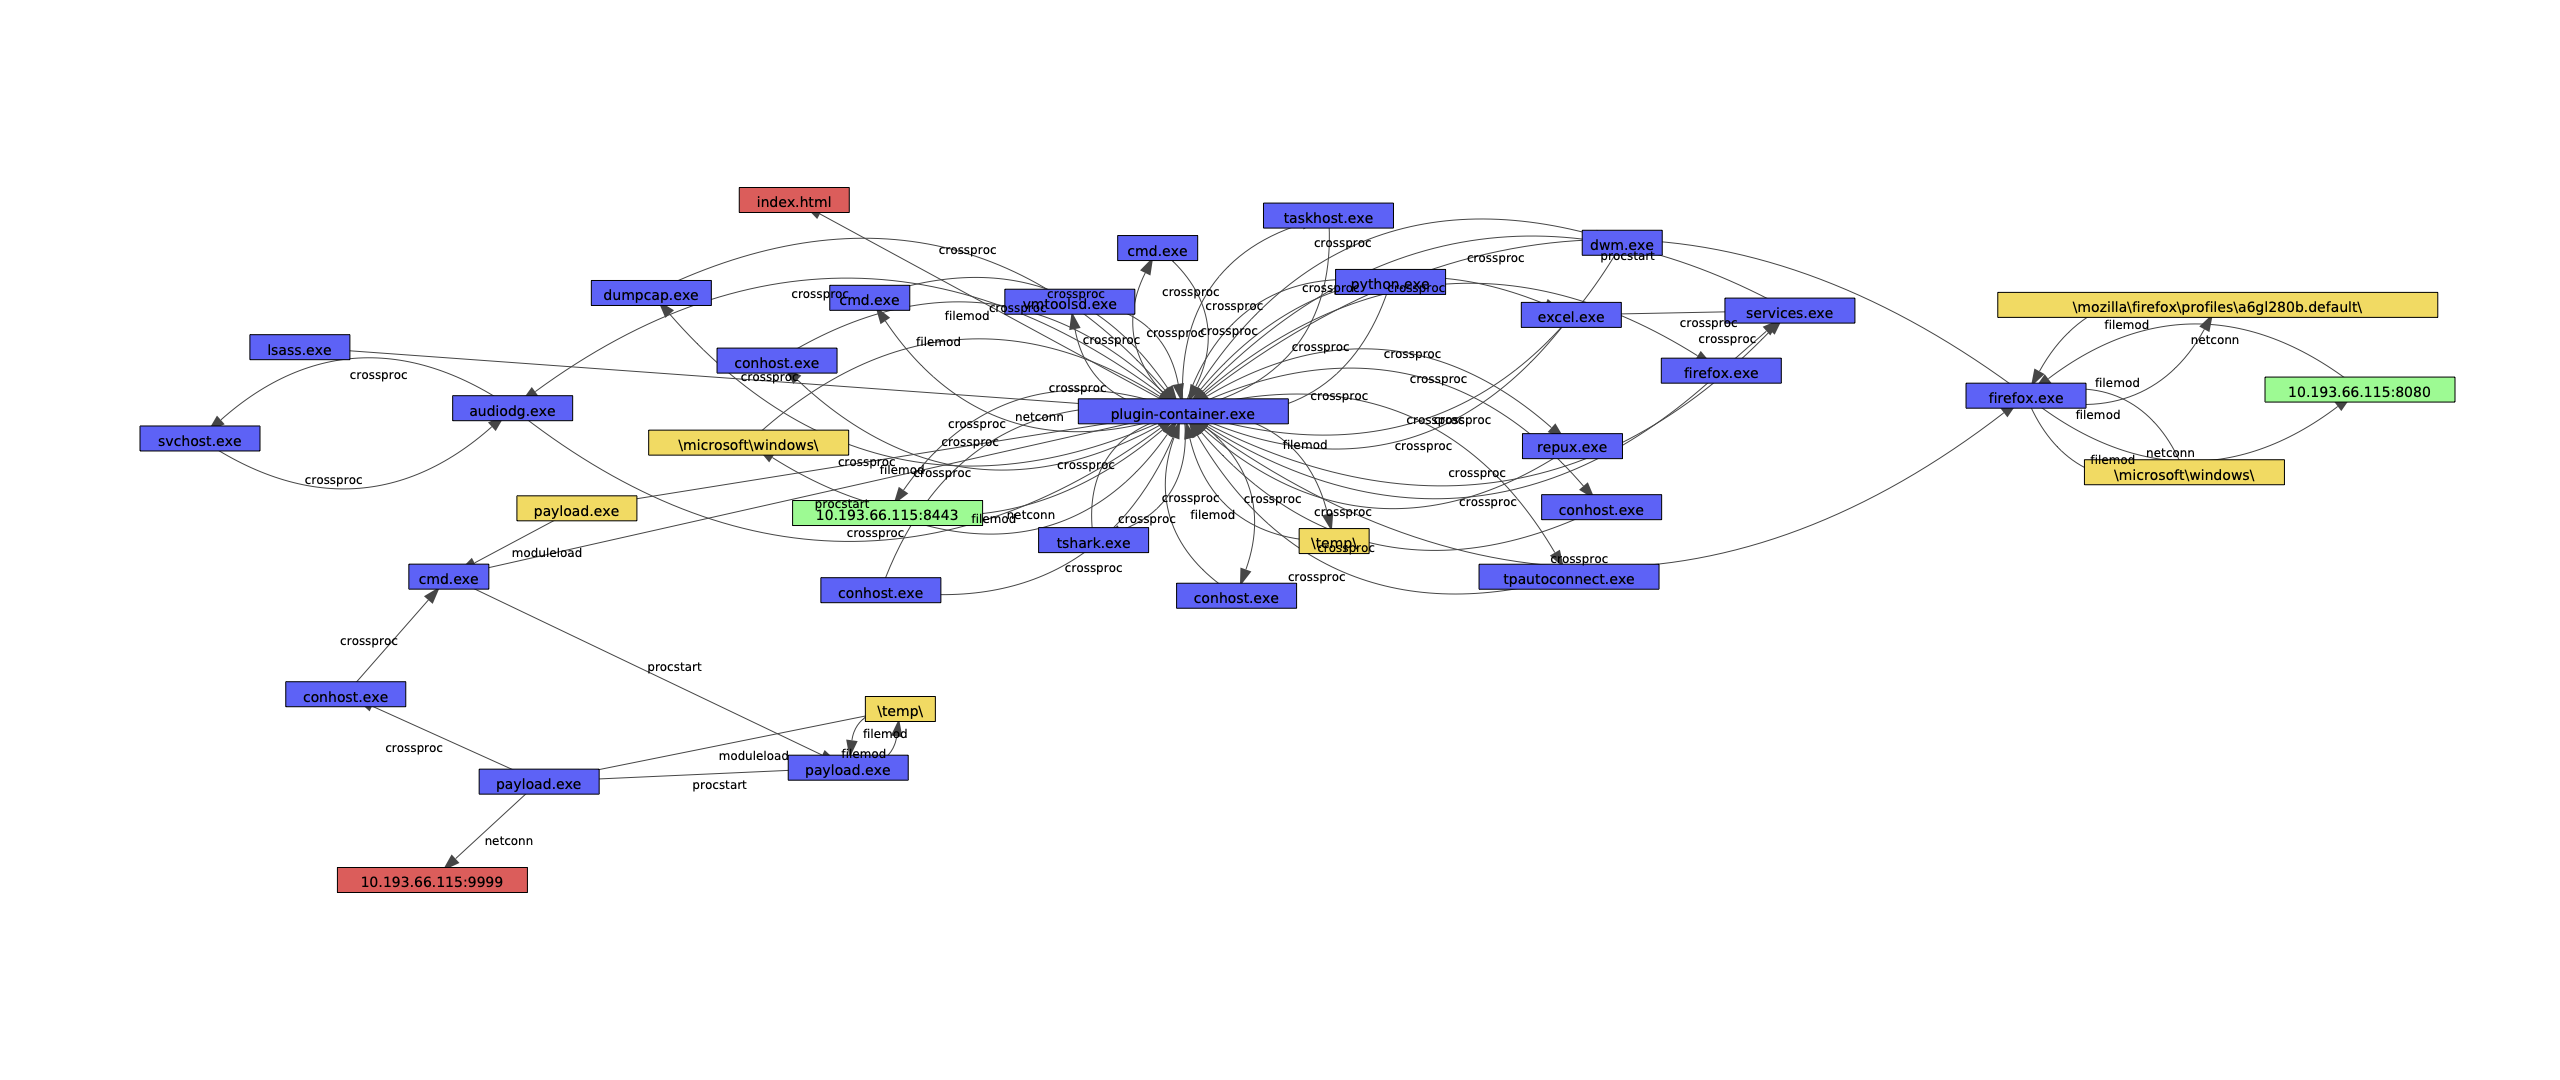 index.html
taskhost.exe
cmd.exe
crossproc
dwm.exe
crossproc
procstart
crossproc
python.exe
dumpcap.exe
crossproc
cmd.exe
crossproc
vmtoolsd.exe
crossproc
crossproc
crossproc
crossproc
\mozilla\firefox\profiles\a6gl280b.default\
crossproc
filemod
excel.exe
services.exe
crossproc
filemod
crossproc
crossproc
crossproc
crossproc
netconn
filemod
lsass.exe
crossproc
crossproc
conhost.exe
crossproc
firefox.exe
crossproc
crossproc
crossproc
crossproc
filemod
firefox.exe
10.193.66.115:8080
crossproc
audiodg.exe
plugin-container.exe
netconn
crossproc
crossproc
filemod
crossproc
svchost.exe
\microsoft\windows\
crossproc
filemod
crossproc
repux.exe
netconn
crossproc
filemod
crossproc
crossproc
crossproc
filemod
\microsoft\windows\
crossproc
crossproc
crossproc
crossproc
procstart
payload.exe
10.193.66.115:8443
filemod
netconn
crossproc
filemod
crossproc
conhost.exe
crossproc
tshark.exe
\temp\
crossproc
moduleload
crossproc
crossproc
cmd.exe
crossproc
tpautoconnect.exe
conhost.exe
conhost.exe
crossproc
procstart
conhost.exe
\temp\
filemod
crossproc
moduleload
filemod
payload.exe
payload.exe
procstart
netconn
10.193.66.115:9999